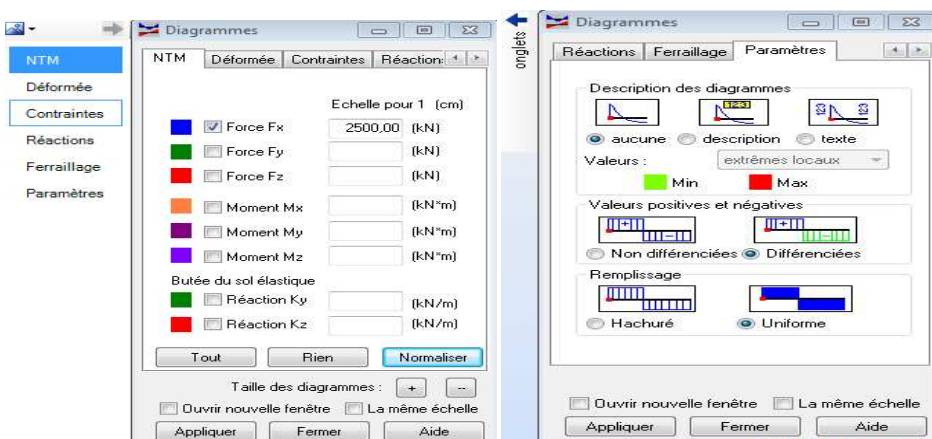 NTM
Déformée
Contraintes
Réactions
Ferraillage
Paramètres
Diagrammes
NTM Déformée Contraintes Réaction:
Echelle pour 1 (cm)
Force Fx 2500,00 (kN)
Force Fy (kN)
Force Fz (kN)
Moment Mx (kN*m)
Moment My (kN*m)
Moment Mz (kN*m)
Butée du sol élastique
Réaction Ky (kN/m)
Réaction Kz (kN/m)
Tout Rien Normaliser
Taille des diagrammes : + --
Ouvrir nouvelle fenêtre La même échelle
Appliquer Fermer Aide
onglets
Diagrammes
Réactions Ferraillage Paramètres
Description des diagrammes
aucune description texte
Valeurs : extrêmes locaux
Min Max
Valeurs positives et négatives
Non différenciées Différenciées
Remplissage
Hachuré Uniforme
Ouvrir nouvelle fenêtre La même échelle
Appliquer Fermer Aide